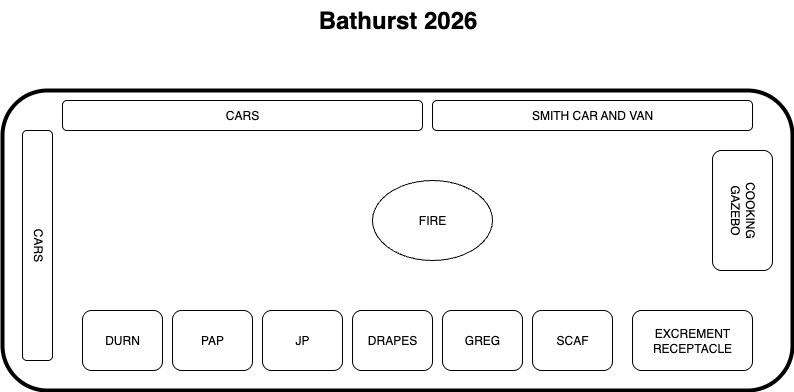 Bathurst 2026
CARS
SMITH CAR AND VAN
COOKING
GAZEBO
FIRE
CARS
DURN
PAP
JP
DRAPES
GREG
SCAF
EXCREMENT
RECEPTACLE